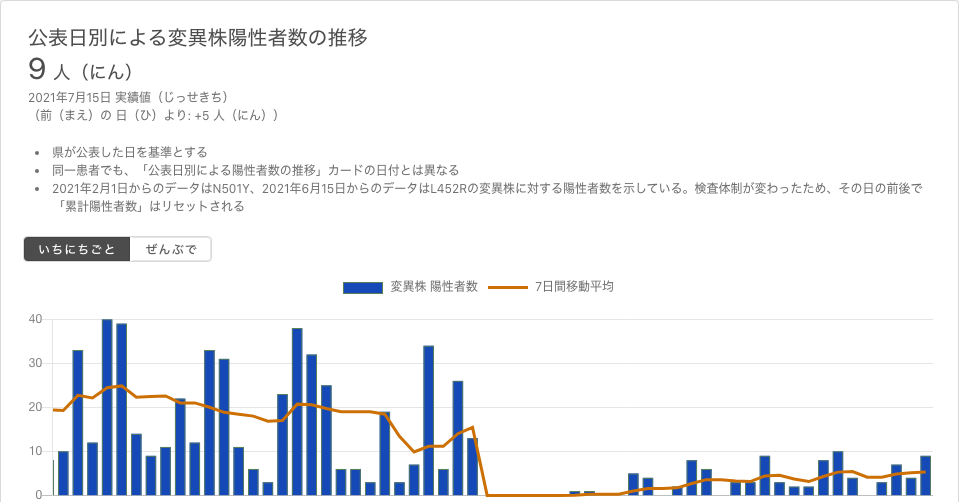 公表日別による変異株陽性者数の推移
9 人（にん）
2021年7月15日 実績値（じっせきち）
（前（まえ）の 日（ひ）より: +5 人（にん））
• 県が公表した日を基準とする
• 同一患者でも、「公表日別による陽性者数の推移」カードの日付とは異なる
• 2021年2月1日からのデータはN501Y、2021年6月15日からのデータはL452Rの変異株に対する陽性者数を示している。検査体制が変わったため、その日の前後で
「累計陽性者数」はリセットされる
いちにちごと ぜんぶで
変異株 陽性者数 7日間移動平均
40
30
20
10
0